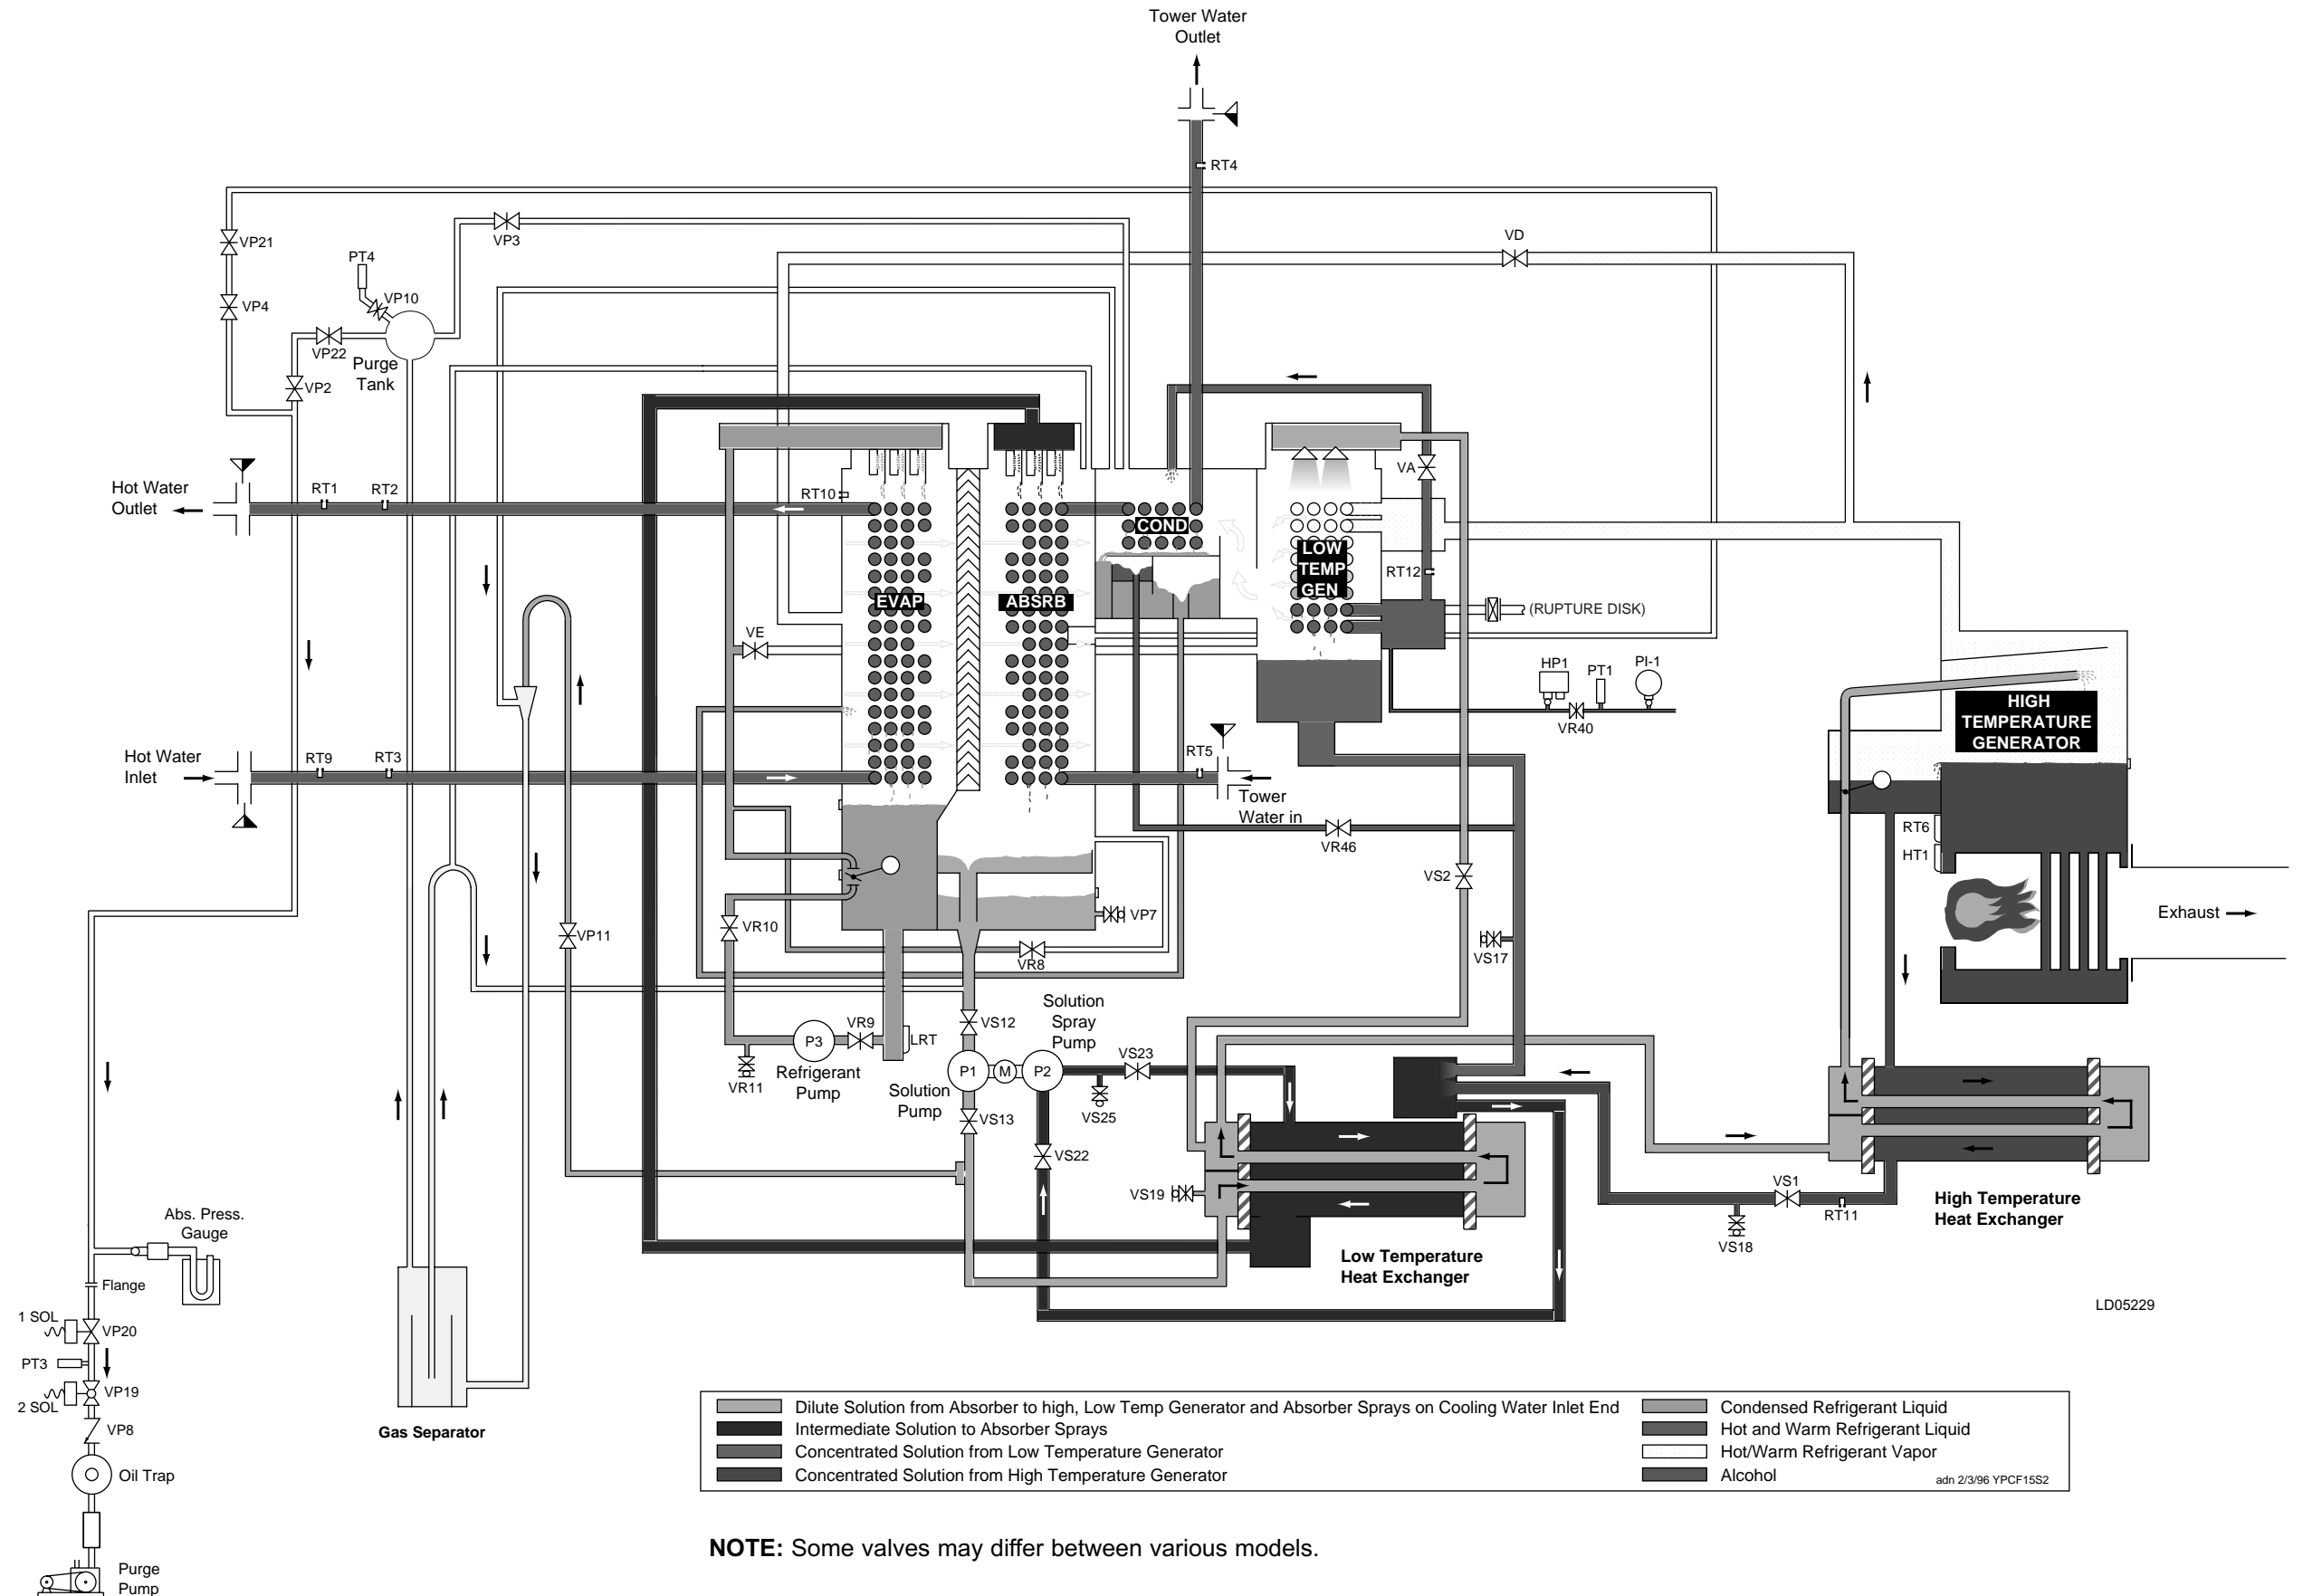 Tower Water
Outlet
RT4
VP21
VP3
VD
PT4
VP10
VP4
VP22
Purge
Tank
VP2
VA
Hot Water
Outlet
RT1
RT2
RT10
COND
LOW
TEMP
GEN
RT12
EVAP
ABSRB
(RUPTURE DISK)
VE
HP1
PT1
PI-1
VR40
HIGH
TEMPERATURE
GENERATOR
Hot Water
Inlet
RT9
RT3
RT5
Tower
Water in
VR46
RT6
HT1
VS2
Exhaust
VP7
VR10
VP11
VR8
VS17
Solution
Spray
Pump
VS12
VR9
LRT
P3
P1
M
P2
VS23
Refrigerant
Pump
VR11
Solution
Pump
VS25
VS13
VS22
VS19
VS1
RT11
VS18
High Temperature
Heat Exchanger
Low Temperature
Heat Exchanger
Abs. Press.
Gauge
Flange
1 SOL
VP20
PT3
VP19
2 SOL
VP8
Oil Trap
Purge
Pump
Gas Separator
LD05229
Dilute Solution from Absorber to high, Low Temp Generator and Absorber Sprays on Cooling Water Inlet End
Intermediate Solution to Absorber Sprays
Concentrated Solution from Low Temperature Generator
Concentrated Solution from High Temperature Generator
Condensed Refrigerant Liquid
Hot and Warm Refrigerant Liquid
Hot/Warm Refrigerant Vapor
Alcohol
adn 2/3/96 YPCF15S2
NOTE: Some valves may differ between various models.